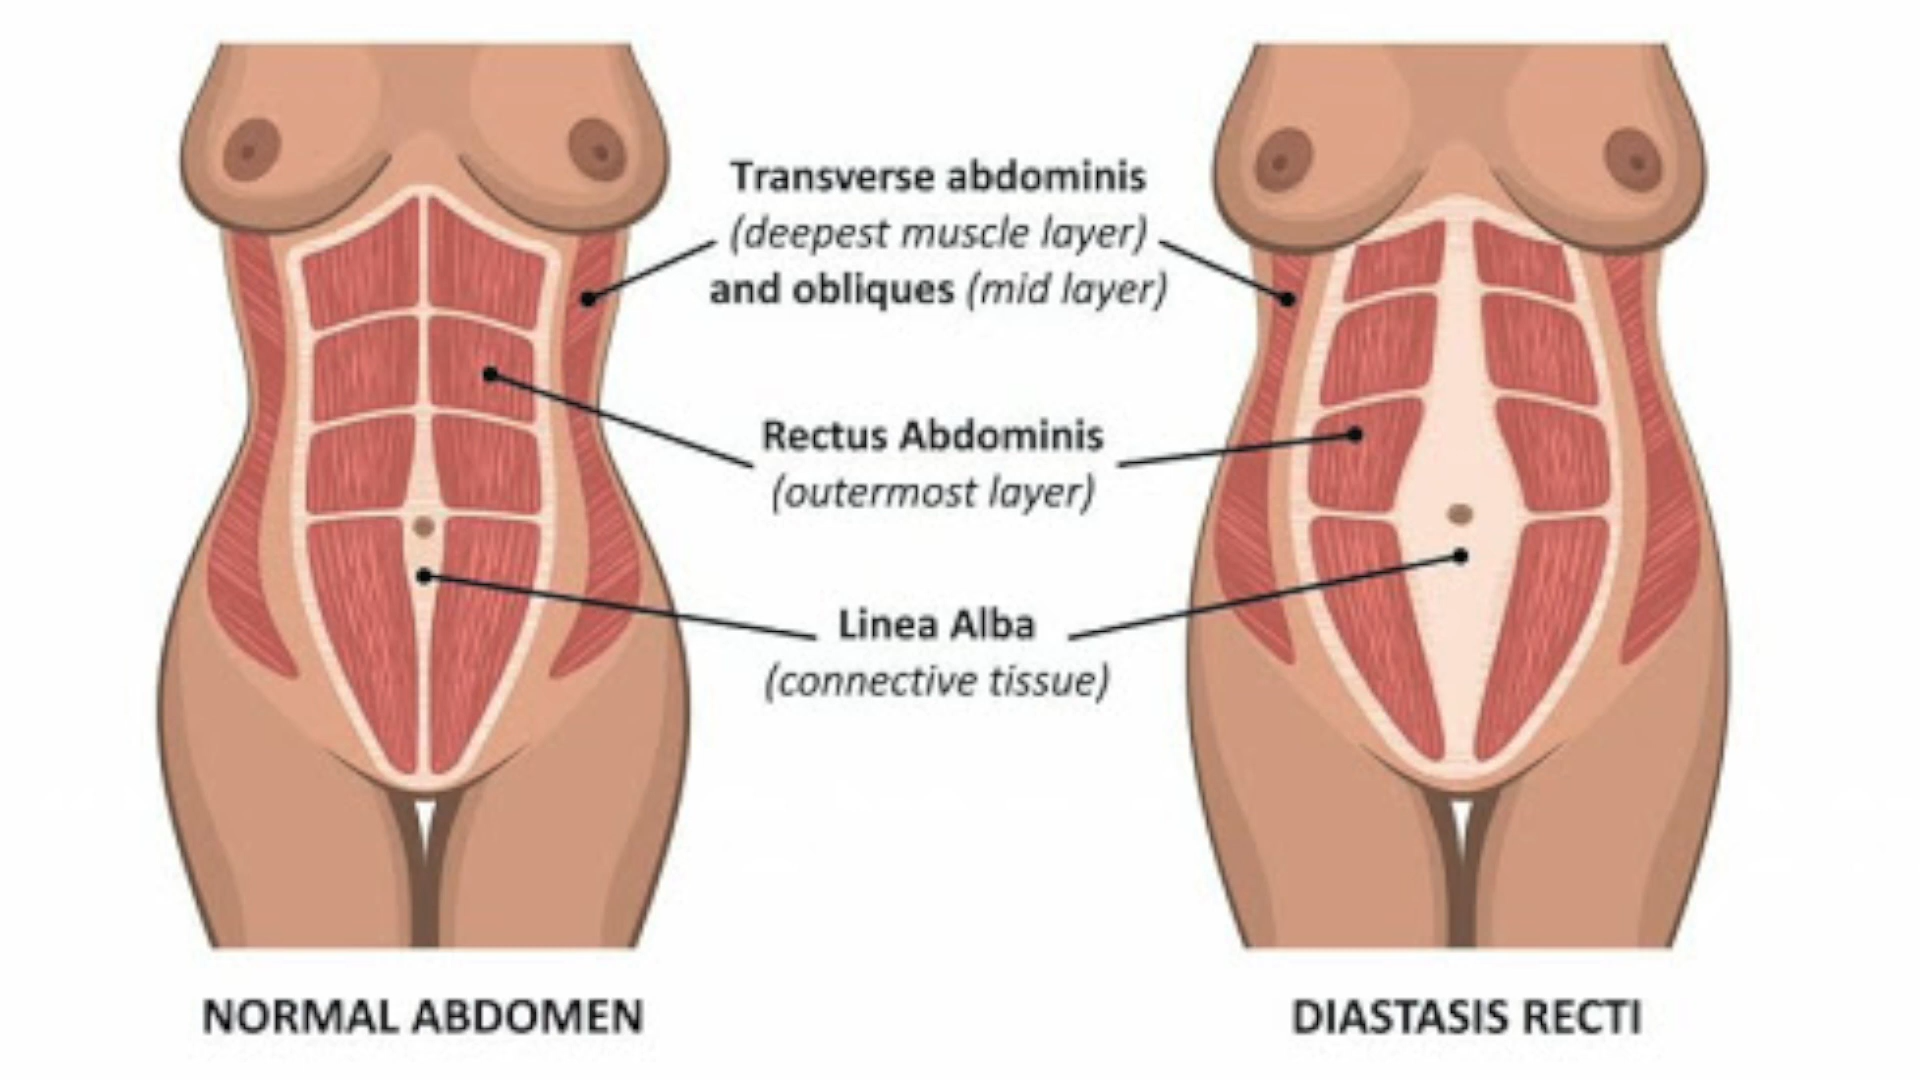 Transverse abdominis
(deepest muscle layer)
and obliques (mid layer)
Rectus Abdominis
(outermost layer)
Linea Alba
(connective tissue)
NORMAL ABDOMEN
DIASTASIS RECTI